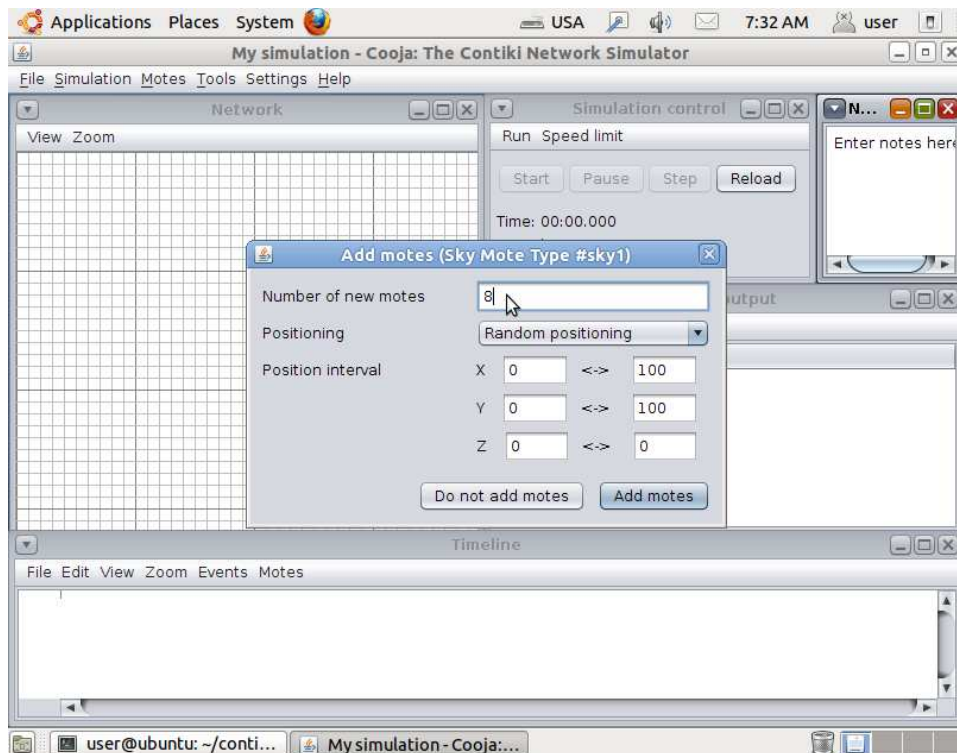 Applications Places System USA 7:32 AM user
My simulation - Cooja: The Contiki Network Simulator
File Simulation Motes Tools Settings Help
Network
View Zoom
Simulation control
Run Speed limit
Start Pause Step Reload
Time: 00:00.000
N...
Enter notes here
Add motes (Sky Mote Type #sky1)
Number of new motes 8
Positioning Random positioning
Position interval X 0 <-> 100
Y 0 <-> 100
Z 0 <-> 0
Do not add motes Add motes
output
Timeline
File Edit View Zoom Events Motes
user@ubuntu: ~/conti... My simulation - Cooja:...